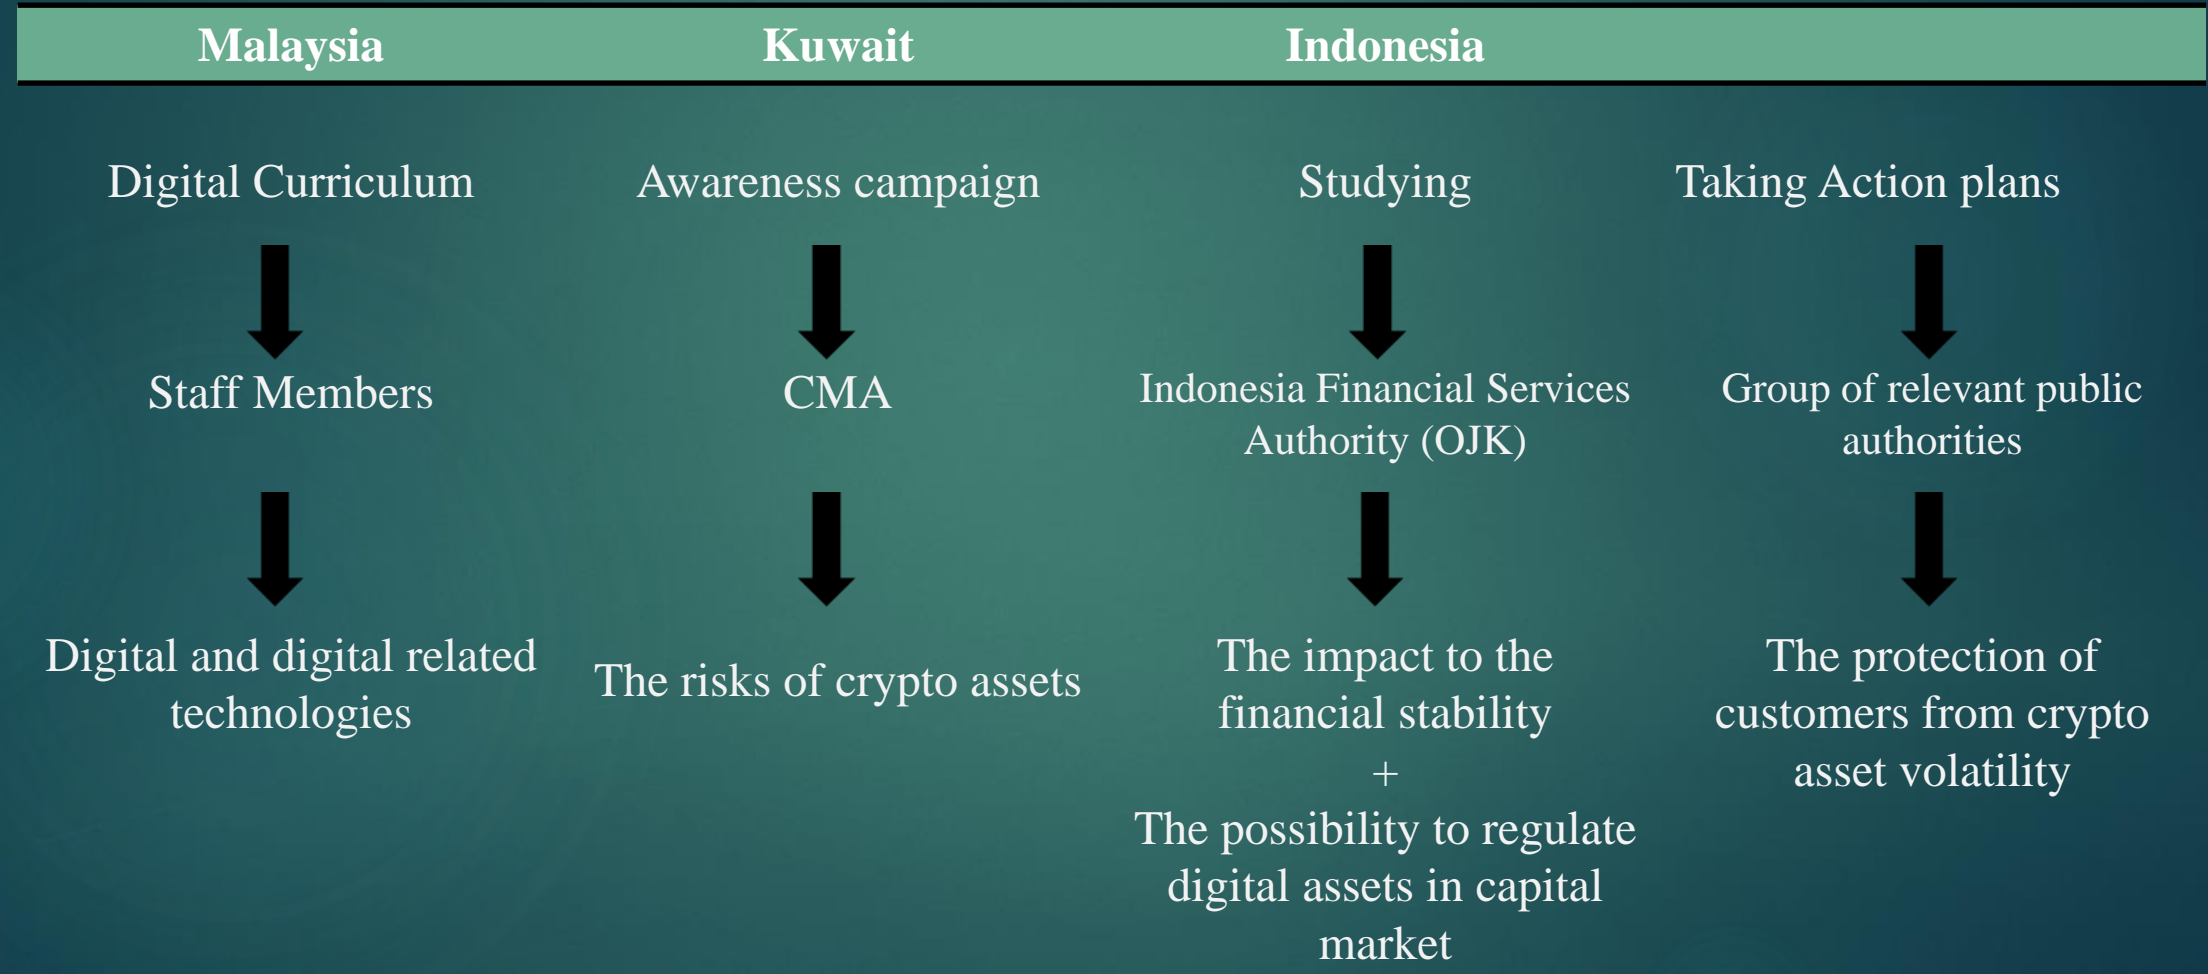 Malaysia
Kuwait
Indonesia
Digital Curriculum
Staff Members
Digital and digital related
technologies
Awareness campaign
CMA
The risks of crypto assets
Studying
Indonesia Financial Services
Authority (OJK)
The impact to the
financial stability
+
The possibility to regulate
digital assets in capital
market
Taking Action plans
Group of relevant public
authorities
The protection of
customers from crypto
asset volatility